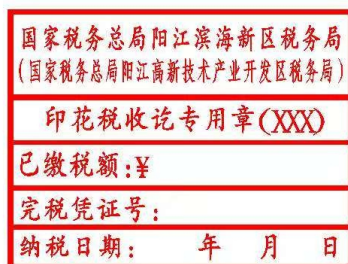 国家税务总局阳江滨海新区税务局
(国家税务总局阳江高新技术产业开发区税务局)
印花税收讫专用章(XXX)
已缴税额:¥
完税凭证号:
纳税日期: 年 月 日